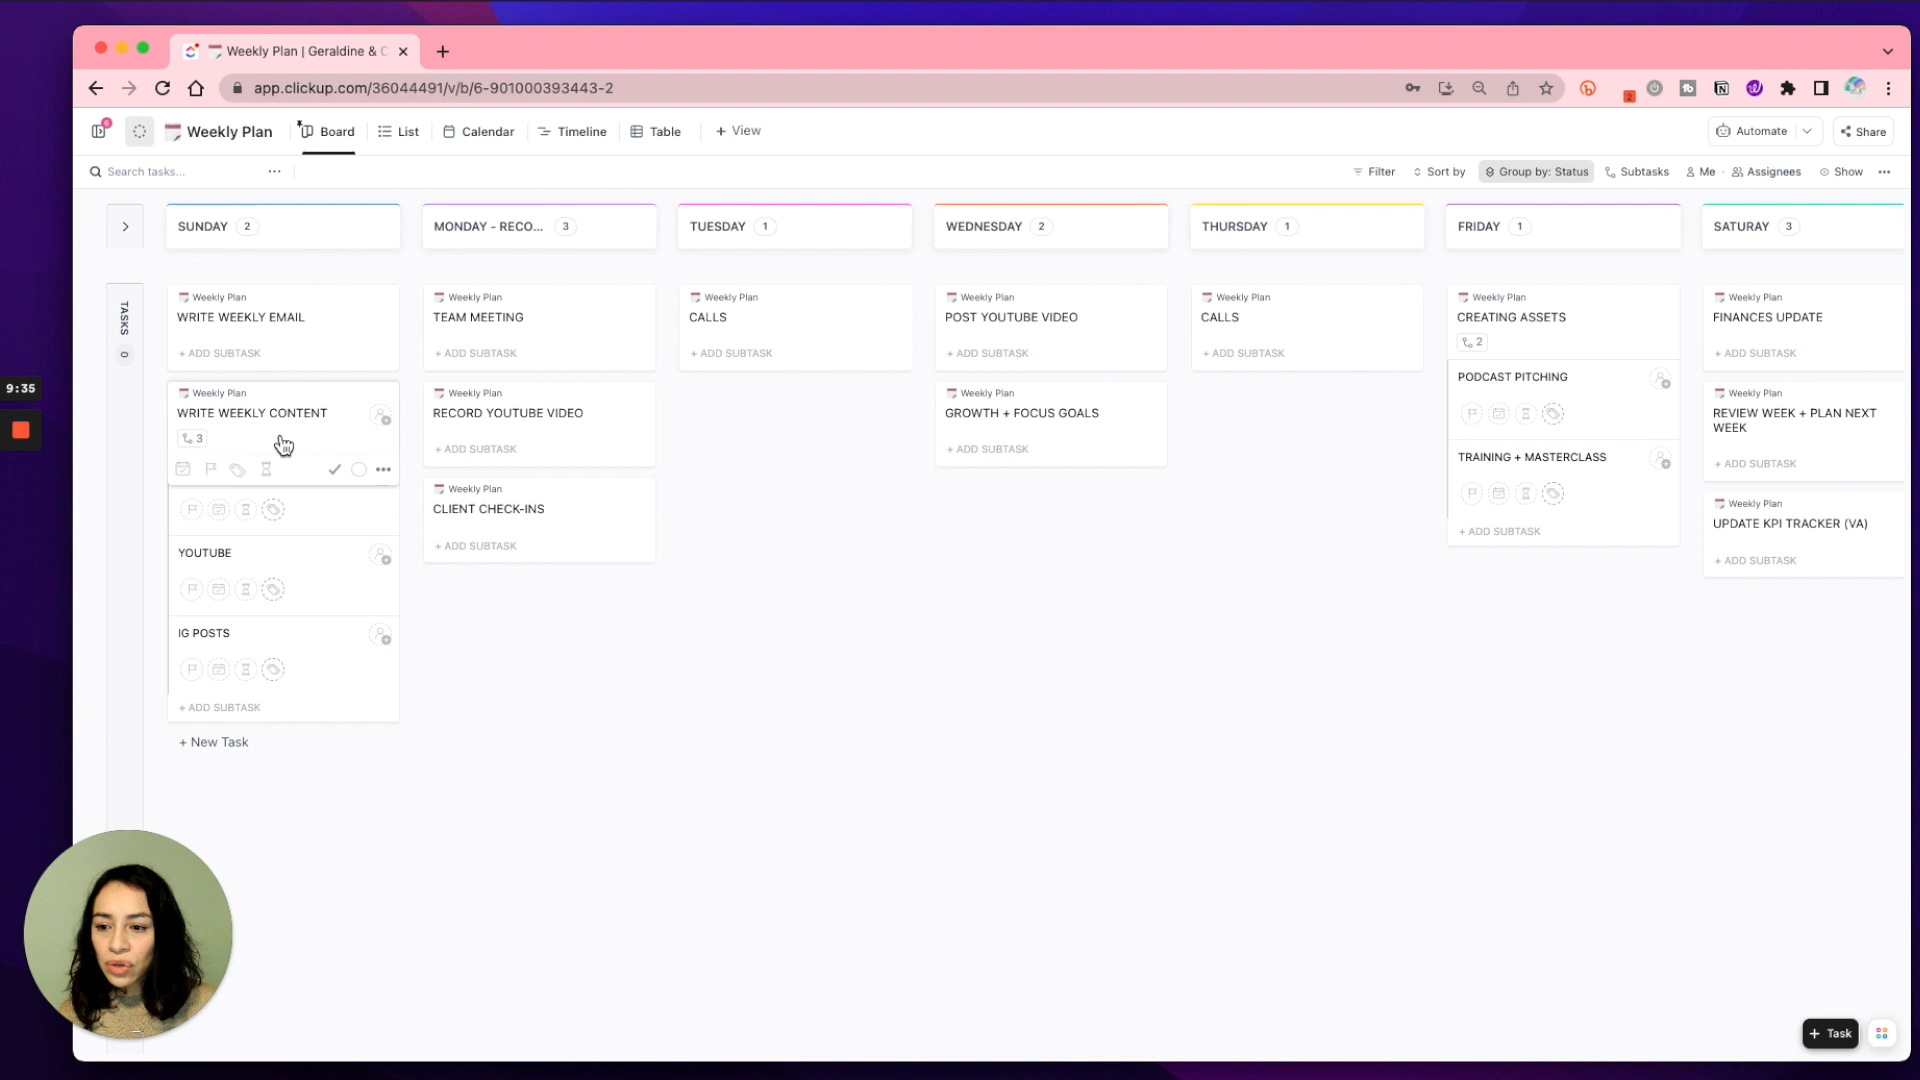 Weekly Plan | Geraldine & C
app.clickup.com/36044491/v/b/6-901000393443-2
2
6
Weekly Plan
Board
List
Calendar
Timeline
Table
+ View
Automate
Share
Search tasks...
Filter
Sort by
Group by: Status
Subtasks
Me
Assignees
Show
SUNDAY 2
MONDAY - RECO... 3
TUESDAY 1
WEDNESDAY 2
THURSDAY 1
FRIDAY 1
SATURAY 3
TASKS 0
Weekly Plan
WRITE WEEKLY EMAIL
+ ADD SUBTASK
Weekly Plan
WRITE WEEKLY CONTENT
3
YOUTUBE
IG POSTS
+ ADD SUBTASK
+ New Task
Weekly Plan
TEAM MEETING
+ ADD SUBTASK
Weekly Plan
RECORD YOUTUBE VIDEO
+ ADD SUBTASK
Weekly Plan
CLIENT CHECK-INS
+ ADD SUBTASK
Weekly Plan
CALLS
+ ADD SUBTASK
Weekly Plan
POST YOUTUBE VIDEO
+ ADD SUBTASK
Weekly Plan
GROWTH + FOCUS GOALS
+ ADD SUBTASK
Weekly Plan
CALLS
+ ADD SUBTASK
Weekly Plan
CREATING ASSETS
2
PODCAST PITCHING
TRAINING + MASTERCLASS
+ ADD SUBTASK
Weekly Plan
FINANCES UPDATE
+ ADD SUBTASK
Weekly Plan
REVIEW WEEK + PLAN NEXT
WEEK
+ ADD SUBTASK
Weekly Plan
UPDATE KPI TRACKER (VA)
+ ADD SUBTASK
9:35
+ Task